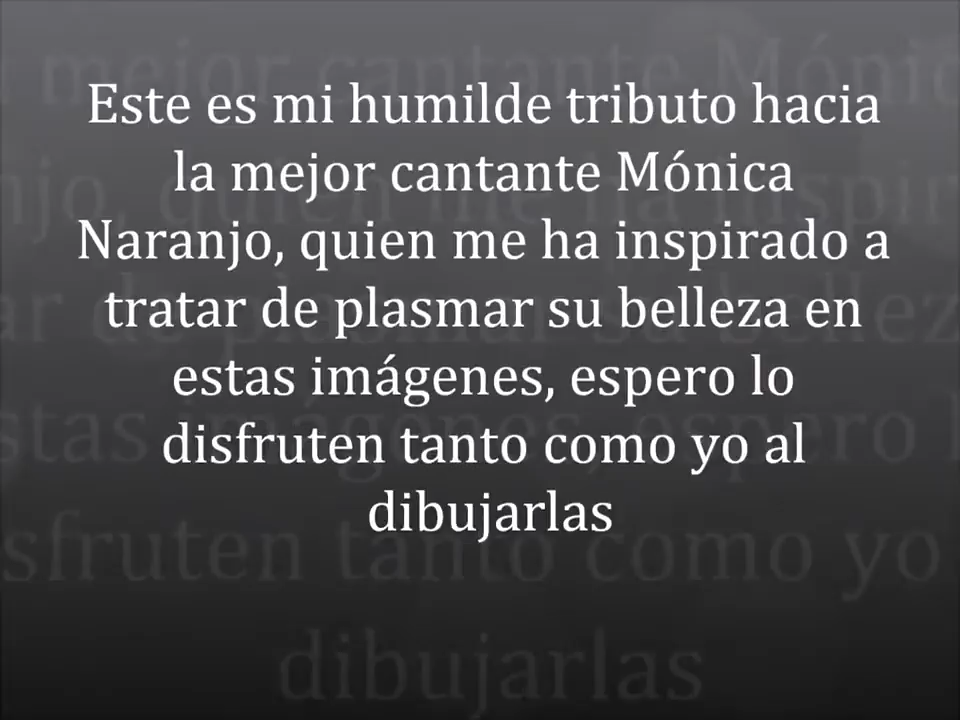 Este es mi humilde tributo hacia
la mejor cantante Mónica
Naranjo, quien me ha inspirado a
tratar de plasmar su belleza en
estas imágenes, espero lo
disfruten tanto como yo al
dibujarlas